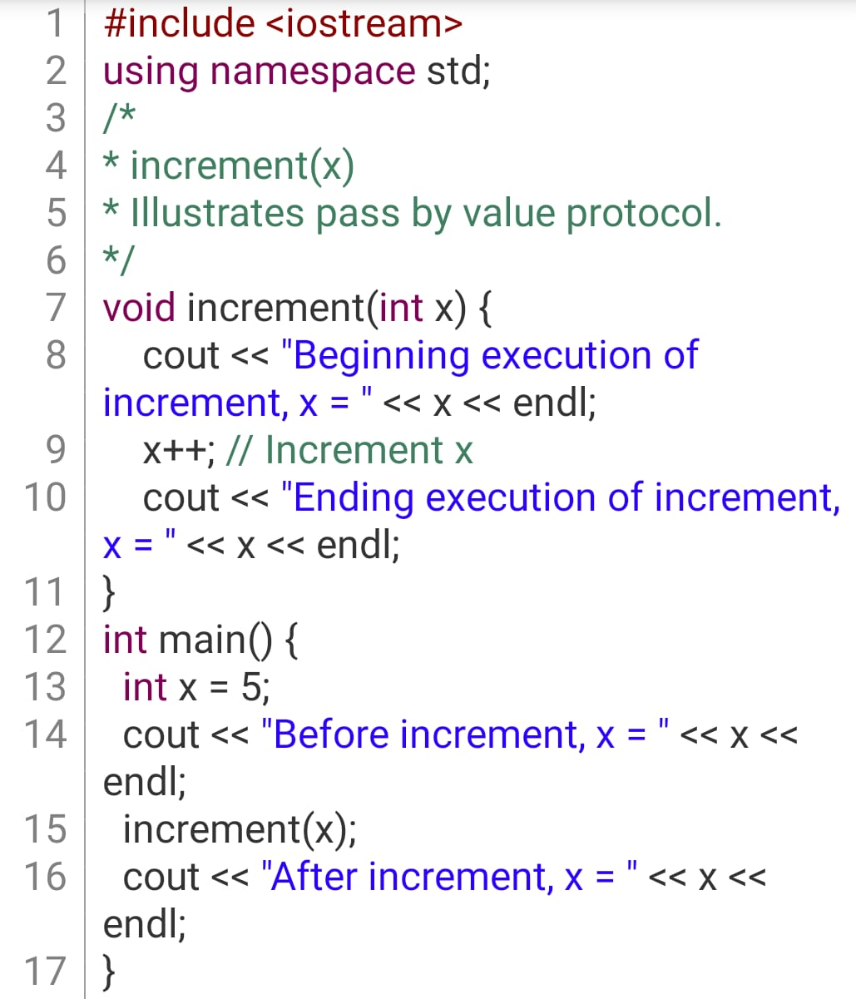 1 #include <iostream>
2 using namespace std;
3 /*
4 * increment(x)
5 * Illustrates pass by value protocol.
6 */
7 void increment(int x) {
8 cout << "Beginning execution of
increment, x = " << x << endl;
9 x++; // Increment x
10 cout << "Ending execution of increment,
x = " << x << endl;
11 }
12 int main() {
13 int x = 5;
14 cout << "Before increment, x = " << x <<
endl;
15 increment(x);
16 cout << "After increment, x = " << x <<
endl;
17 }